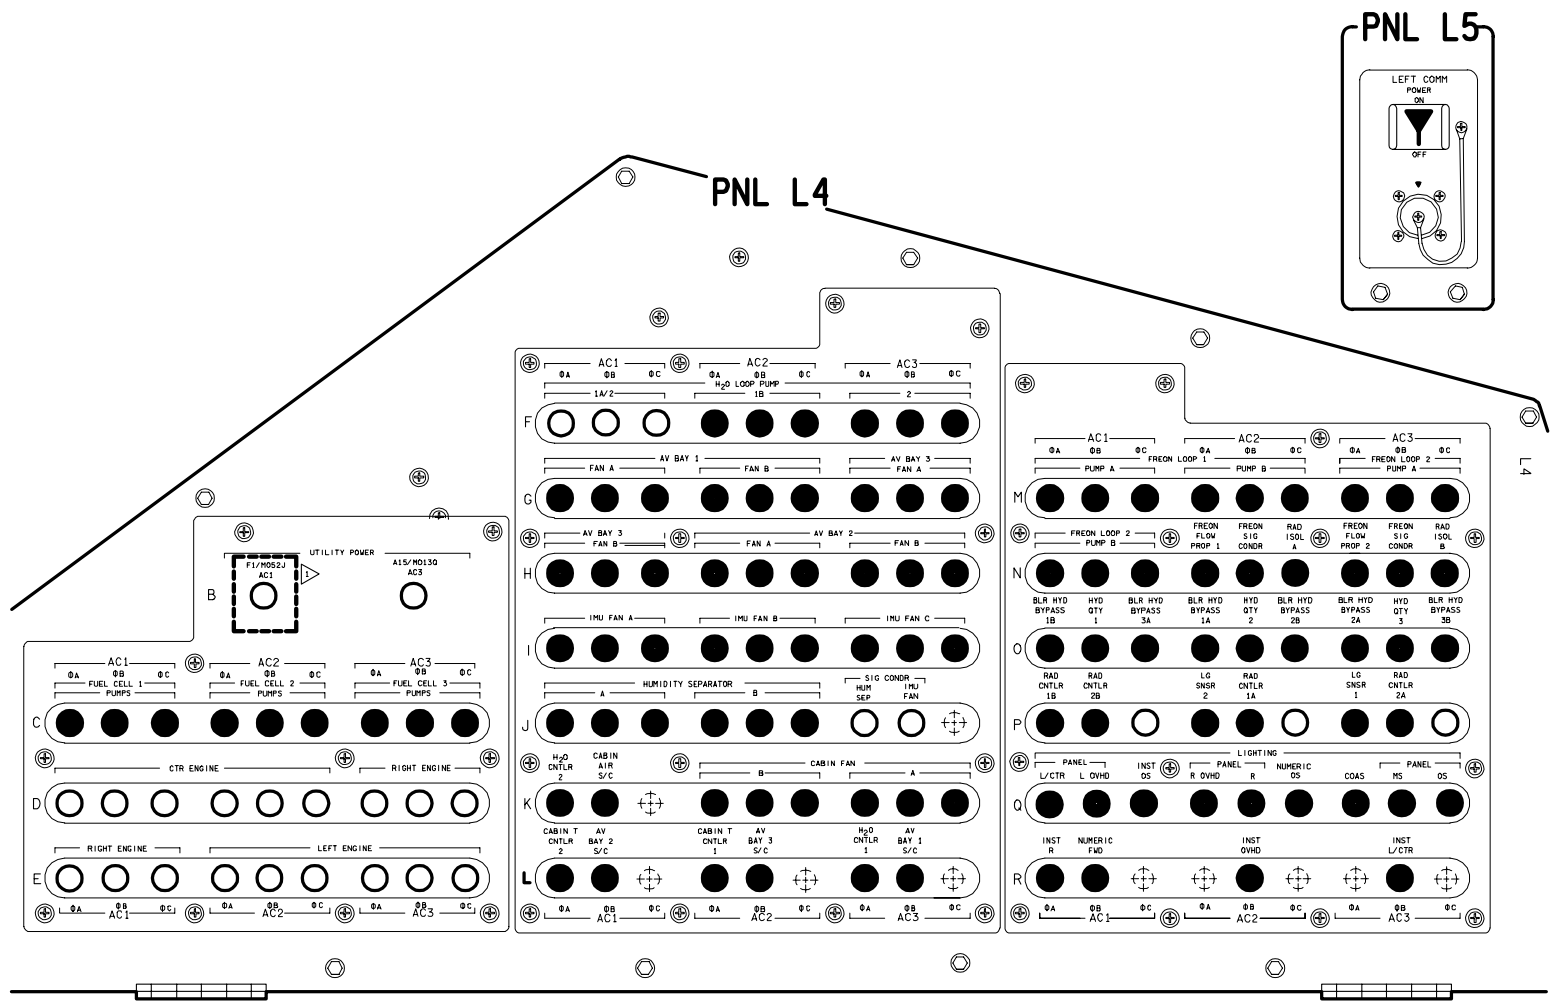 PNL L5
LEFT COMM
POWER
ON
OFF
PNL L4
L4
UTILITY POWER
F1/MO52J A15/MO13Q
AC1 AC3
1
B
AC1 AC2 AC3
ΦA ΦB ΦC ΦA ΦB ΦC ΦA ΦB ΦC
FUEL CELL 1 FUEL CELL 2 FUEL CELL 3
PUMPS PUMPS PUMPS
C
CTR ENGINE RIGHT ENGINE
D
RIGHT ENGINE LEFT ENGINE
E
ΦA ΦB ΦC ΦA ΦB ΦC ΦA ΦB ΦC
AC1 AC2 AC3
AC1 AC2 AC3
ΦA ΦB ΦC ΦA ΦB ΦC ΦA ΦB ΦC
H2O LOOP PUMP
1A/2 1B 2
F
AV BAY 1 AV BAY 3
FAN A FAN B FAN A
G
AV BAY 3 AV BAY 2
FAN B FAN A FAN B
H
IMU FAN A IMU FAN B IMU FAN C
I
HUMIDITY SEPARATOR SIG CONDR
A B HUM IMU
SEP FAN
J
H2O CABIN CABIN FAN
CNTLR AIR B A
2 S/C
K
CABIN T AV CABIN T AV H2O AV
CNTLR BAY 2 CNTLR BAY 3 CNTLR BAY 1
2 S/C 1 S/C 1 S/C
L
ΦA ΦB ΦC ΦA ΦB ΦC ΦA ΦB ΦC
AC1 AC2 AC3
AC1 AC2 AC3
ΦA ΦB ΦC ΦA ΦB ΦC ΦA ΦB ΦC
FREON LOOP 1 FREON LOOP 2
PUMP A PUMP B PUMP A
M
FREON LOOP 2 FREON FREON RAD FREON FREON RAD
PUMP B FLOW SIG ISOL FLOW SIG ISOL
PROP 1 CONDR A PROP 2 CONDR B
N
BLR HYD HYD BLR HYD BLR HYD HYD BLR HYD BLR HYD HYD BLR HYD
BYPASS QTY BYPASS BYPASS QTY BYPASS BYPASS QTY BYPASS
1B 1 3A 1A 2 2B 2A 3 3B
O
RAD RAD LG RAD LG RAD
CNTLR CNTLR SNSR CNTLR SNSR CNTLR
1B 2B 2 1A 1 2A
P
LIGHTING
PANEL INST PANEL NUMERIC PANEL
L/CTR L OVHD OS R OVHD R OS COAS MS OS
Q
INST NUMERIC INST INST
R FWD OVHD L/CTR
R
ΦA ΦB ΦC ΦA ΦB ΦC ΦA ΦB ΦC
AC1 AC2 AC3